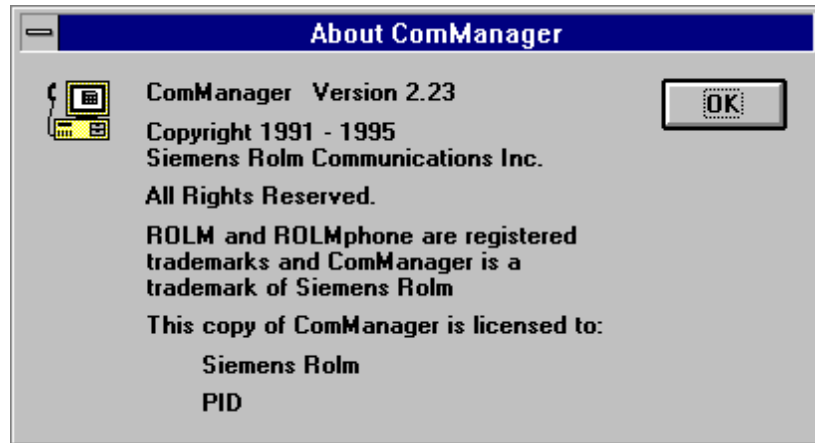 About ComManager
ComManager Version 2.23
OK
Copyright 1991 - 1995
Siemens Rolm Communications Inc.
All Rights Reserved.
ROLM and ROLMphone are registered
trademarks and ComManager is a
trademark of Siemens Rolm
This copy of ComManager is licensed to:
Siemens Rolm
PID